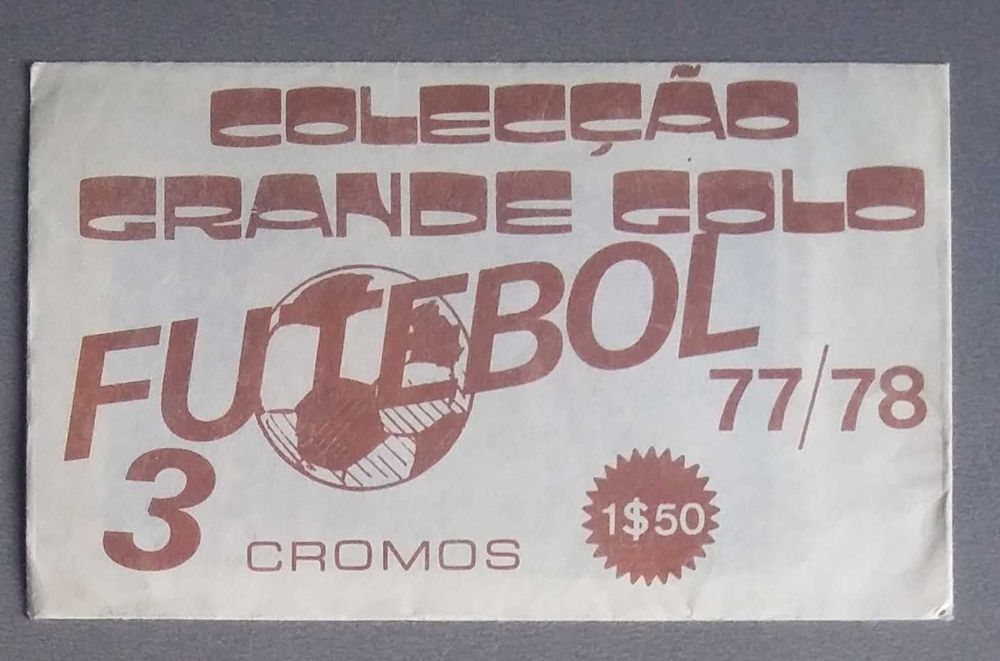 COLECÇÃO
GRANDE GOLO
FUTEBOL
77/78
3 CROMOS
1$50